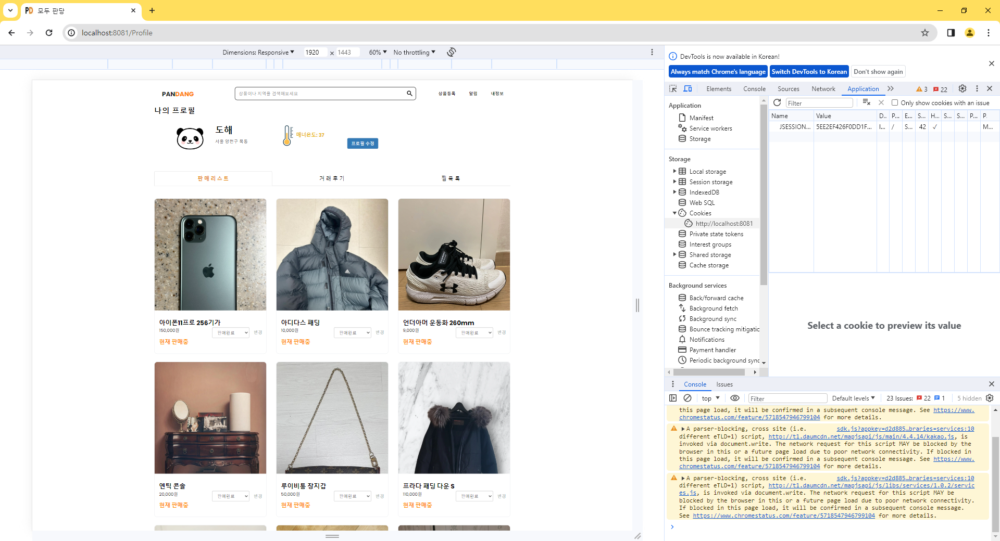 PD 모두 판당
localhost:8081/Profile
Dimensions: Responsive 1920 × 1443 60% No throttling
PANDANG
상품이나 지역을 검색해보세요
상품등록 알림 내정보
나의 프로필
도해
서울 양천구 목동
매너온도: 37
프로필 수정
판매리스트 거래후기 찜목록
아이폰11프로 256기가
150,000원
판매완료 변경
현재 판매중
아디다스 패딩
10,000원
판매완료 변경
현재 판매중
언더아머 운동화 260mm
9,000원
판매완료 변경
현재 판매중
엔틱 콘솔
20,000원
판매완료 변경
현재 판매중
루이비통 장지갑
50,000원
판매완료 변경
현재 판매중
프라다 패딩 다운 S
110,000원
판매완료 변경
현재 판매중
DevTools is now available in Korean!
Always match Chrome's language Switch DevTools to Korean Don't show again
Elements Console Sources Network Application 3 22
Application
Manifest
Service workers
Storage
Storage
Local storage
Session storage
IndexedDB
Web SQL
Cookies
http://localhost:8081
Private state tokens
Interest groups
Shared storage
Cache storage
Background services
Back/forward cache
Background fetch
Background sync
Bounce tracking mitigatio
Notifications
Payment handler
Periodic background sync
Filter Only show cookies with an issue
Name Value D.. P... E... S... H... S... S... P... P.
JSESSION... 5EE2EF426F0DD1F... l... / S... 42 ✓ M...
Select a cookie to preview its value
Console Issues
top Filter Default levels 23 Issues: 22 1 5 hidden
this page load, it will be confirmed in a subsequent console message. See https://www.
chromestatus.com/feature/5718547946799104 for more details.
A parser-blocking, cross site (i.e. sdk.js?appkey=d2d885…braries=services:10
different eTLD+1) script, http://t1.daumcdn.net/mapjsapi/js/main/4.4.14/kakao.js, is
invoked via document.write. The network request for this script MAY be blocked by the
browser in this or a future page load due to poor network connectivity. If blocked in
this page load, it will be confirmed in a subsequent console message. See https://www.
chromestatus.com/feature/5718547946799104 for more details.
A parser-blocking, cross site (i.e. sdk.js?appkey=d2d885…braries=services:10
different eTLD+1) script, http://t1.daumcdn.net/mapjsapi/js/libs/services/1.0.2/servic
es.js, is invoked via document.write. The network request for this script MAY be
blocked by the browser in this or a future page load due to poor network connectivity.
If blocked in this page load, it will be confirmed in a subsequent console message.
See https://www.chromestatus.com/feature/5718547946799104 for more details.